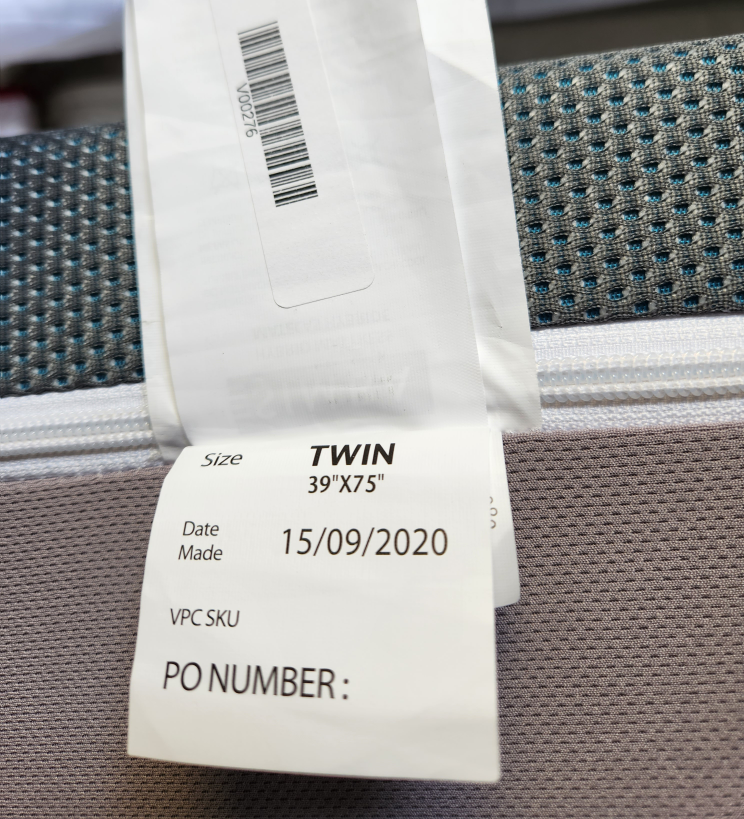 V00276
Size TWIN
39"X75"
Date
Made 15/09/2020
VPC SKU
PO NUMBER :